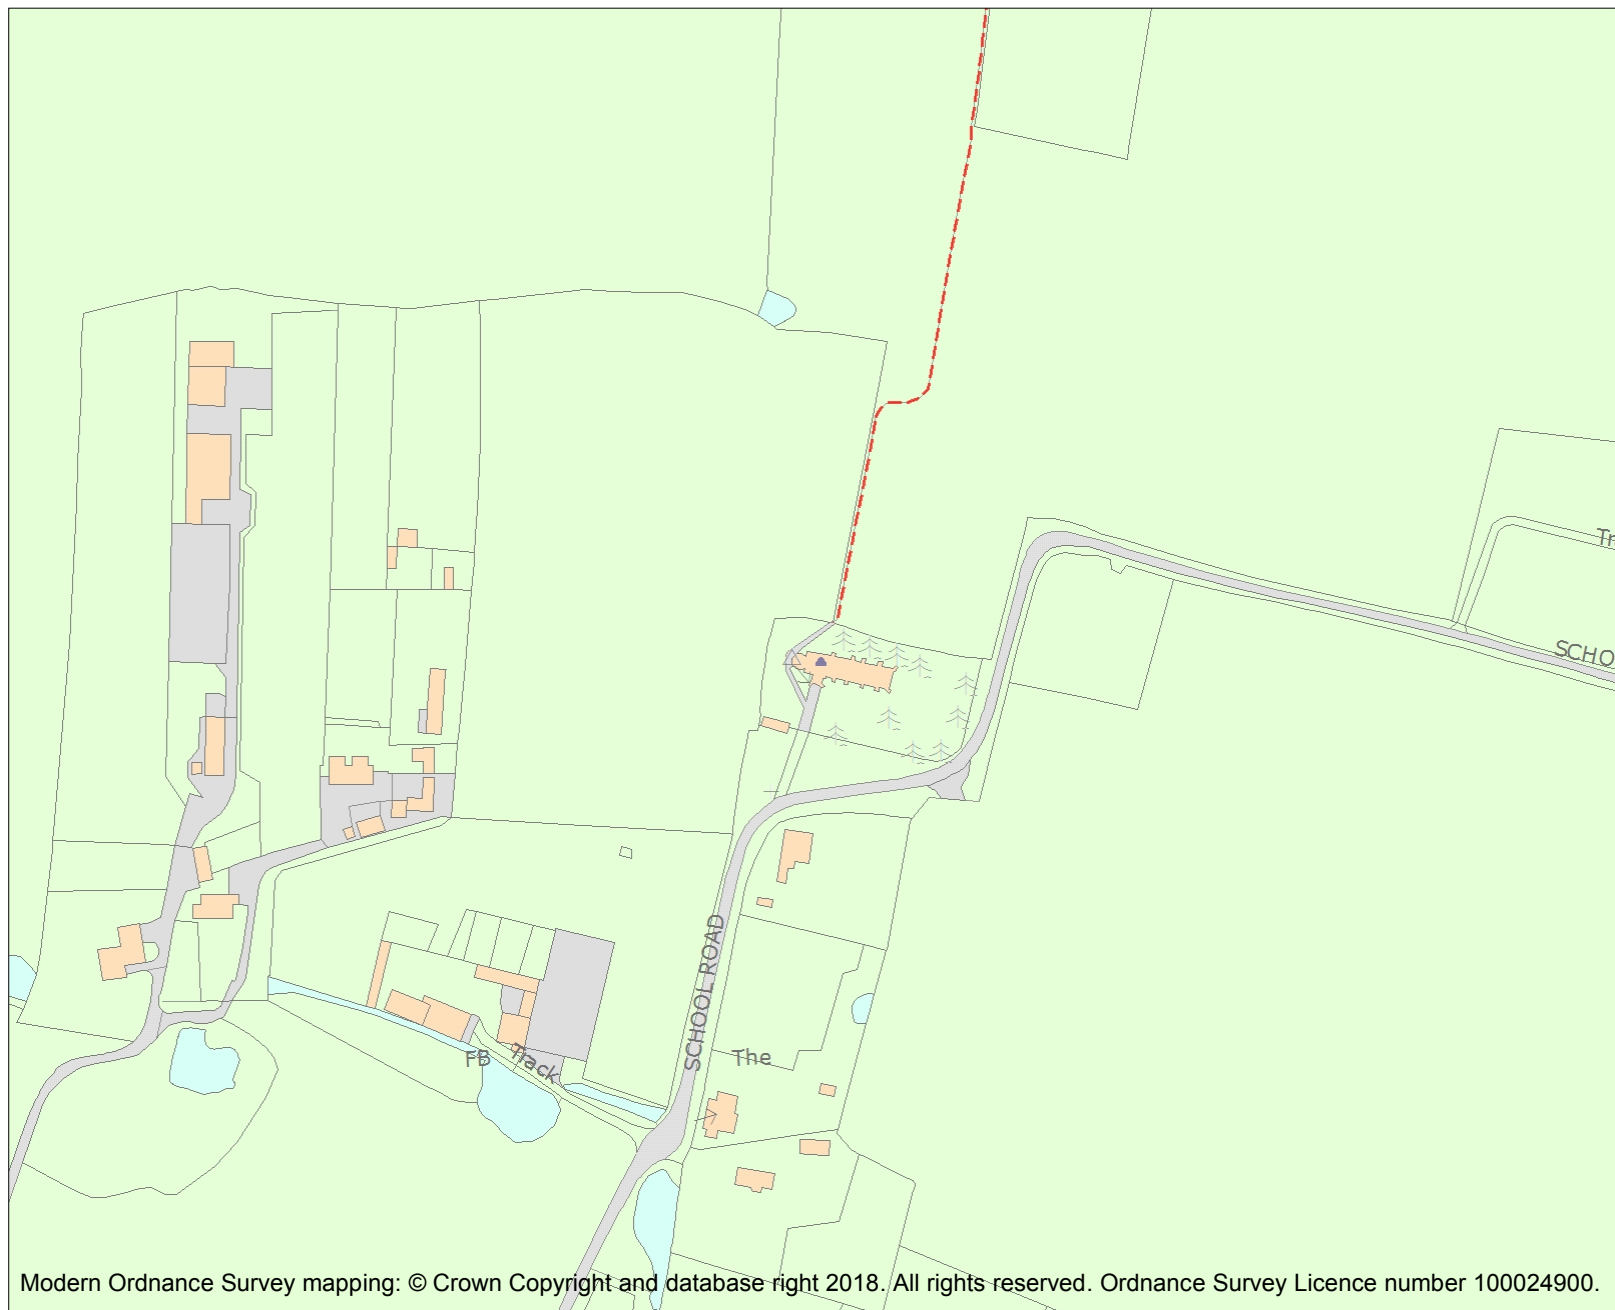 Tr
SCHO
SCHOOL ROAD
FB
Track
The
Modern Ordnance Survey mapping: © Crown Copyright and database right 2018. All rights reserved. Ordnance Survey Licence number 100024900.